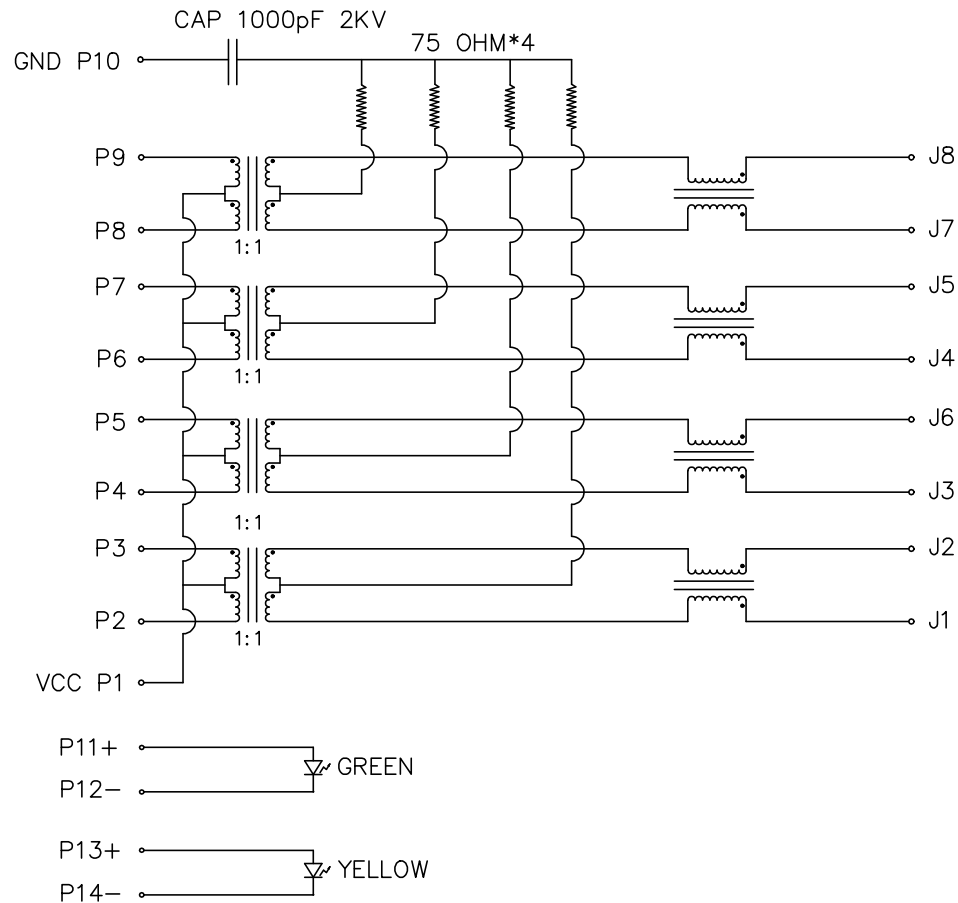 CAP 1000pF 2KV
75 OHM*4
GND P10
P9
J8
P8
J7
1:1
P7
J5
P6
J4
1:1
P5
J6
P4
J3
1:1
P3
J2
P2
J1
1:1
VCC P1
P11+
GREEN
P12-
P13+
YELLOW
P14-